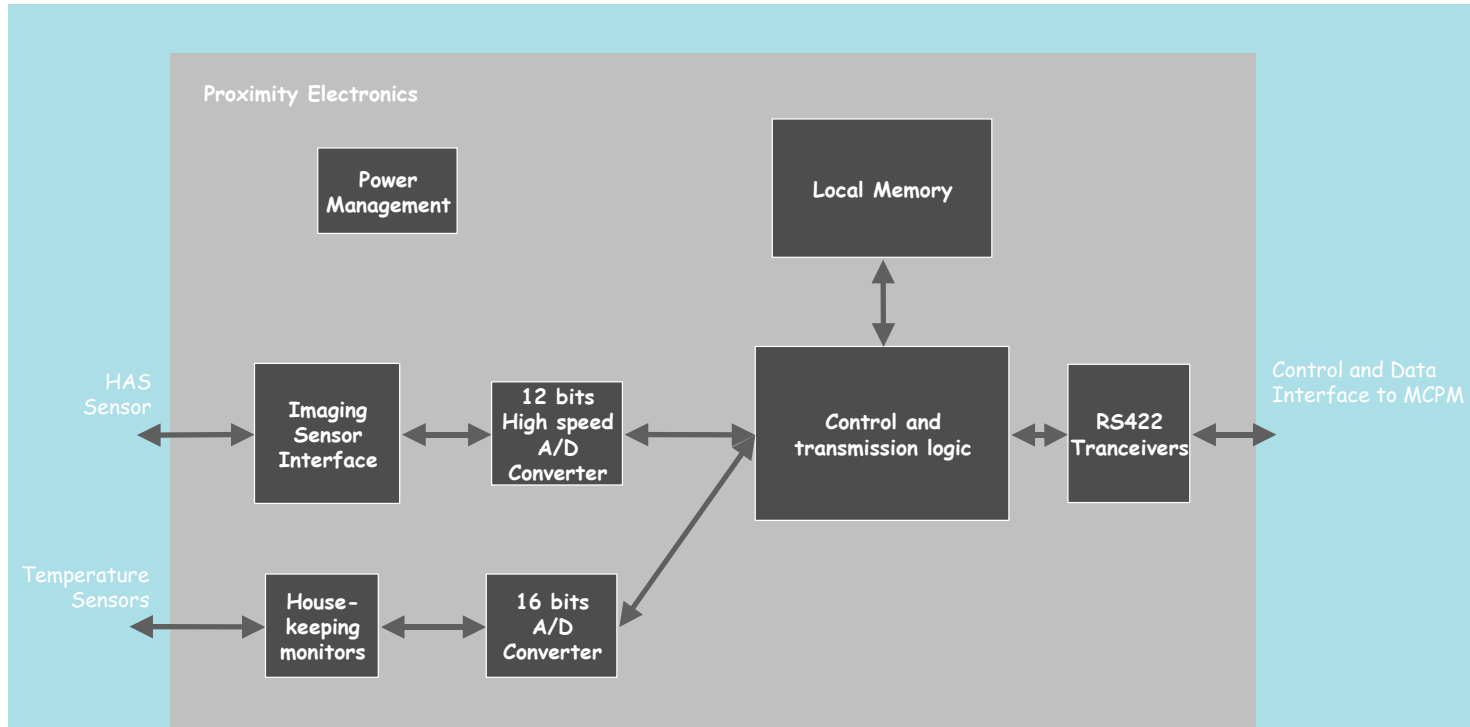 Proximity Electronics
Power
Management
Local Memory
HAS
Sensor
Imaging
Sensor
Interface
12 bits
High speed
A/D
Converter
Control and
transmission logic
RS422
Tranceivers
Control and Data
Interface to MCPM
Temperature
Sensors
House-
keeping
monitors
16 bits
A/D
Converter